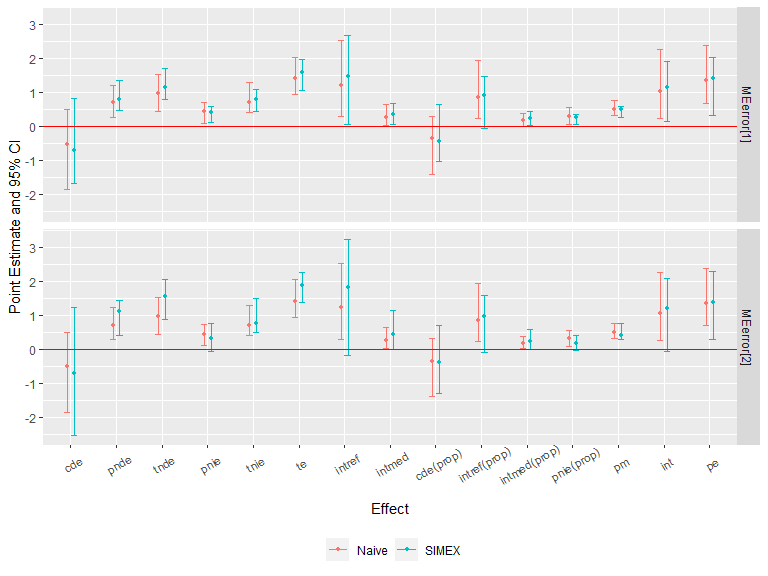 3
2
1
0
-1
-2
MEerror[1]
3
2
1
0
-1
-2
MEerror[2]
Point Estimate and 95% CI
cde
pnde
tnde
pnie
tnie
te
intref
intmed
cde(prop)
intref(prop)
intmed(prop)
pnie(prop)
pm
int
pe
Effect
Naive SIMEX